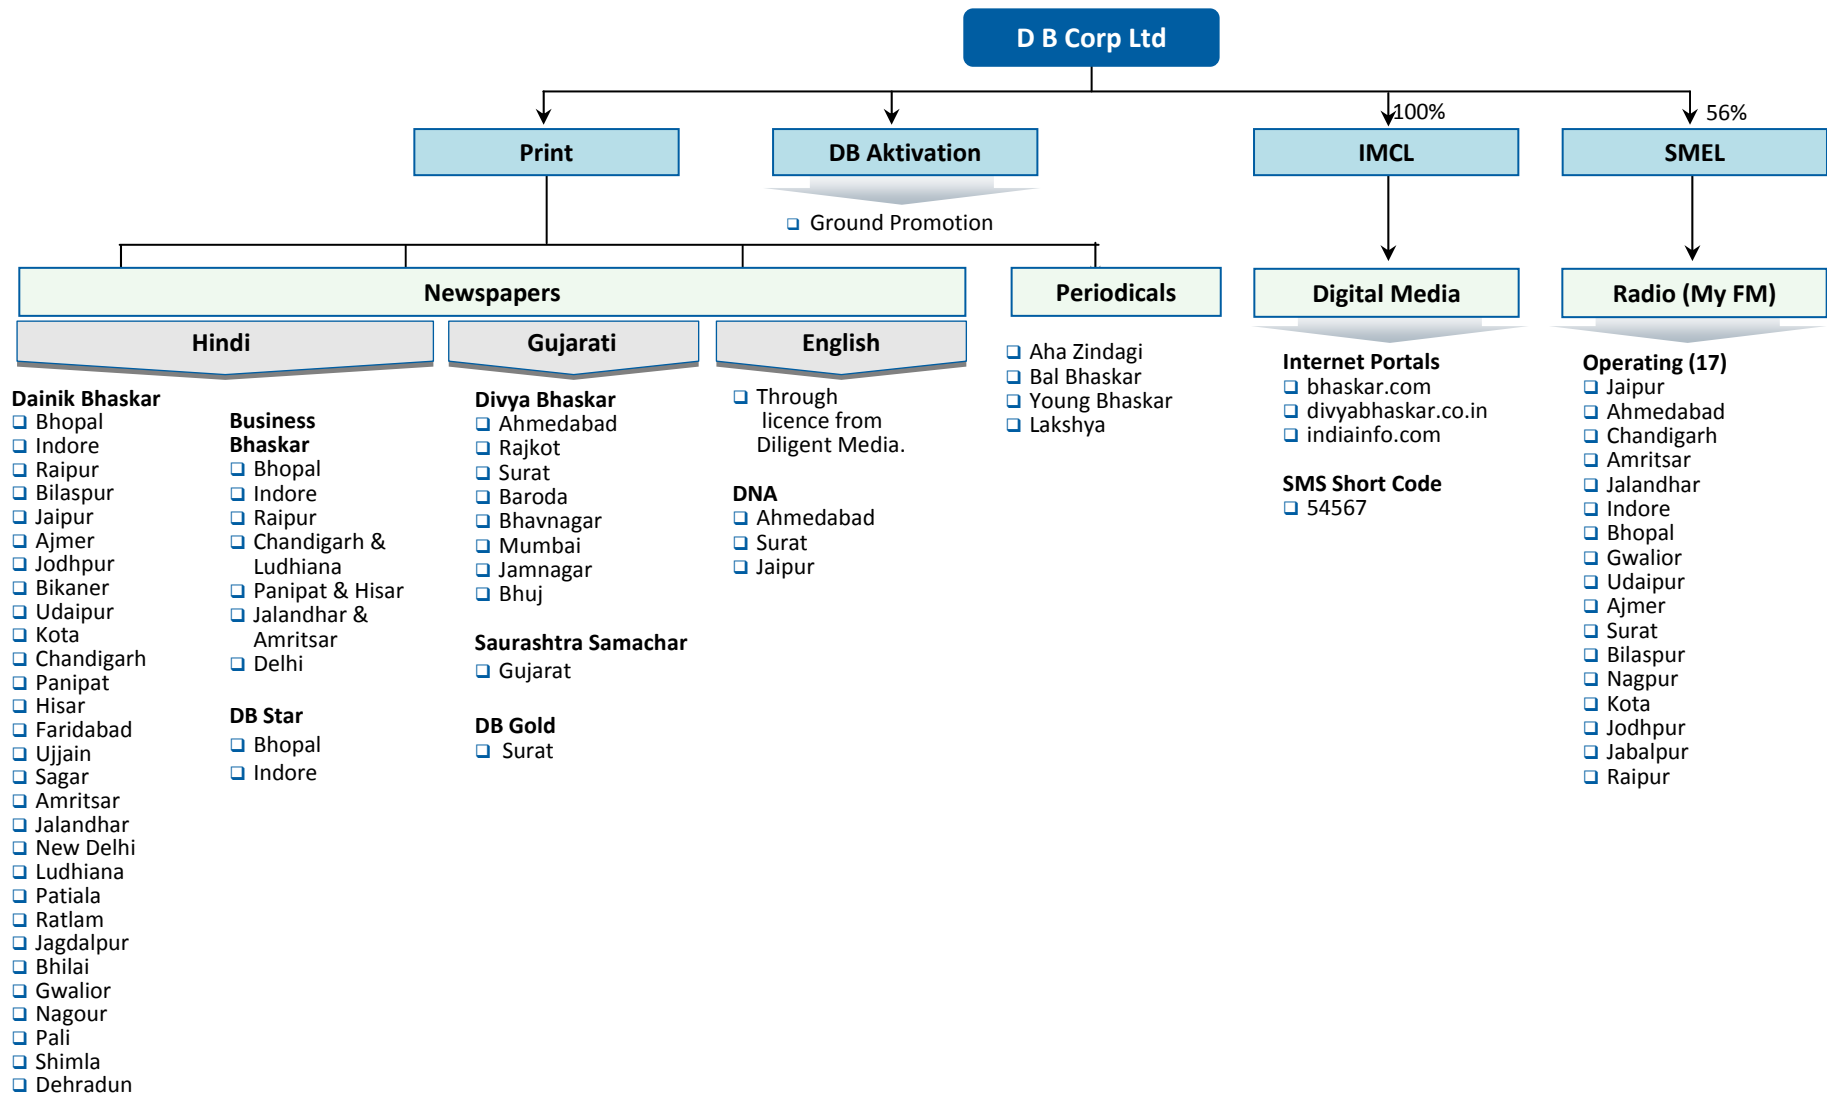 D B Corp Ltd
100%
56%
Print
DB Aktivation
IMCL
SMEL
❑ Ground Promotion
Newspapers
Periodicals
Digital Media
Radio (My FM)
Hindi
Gujarati
English
Dainik Bhaskar
❑ Bhopal
❑ Indore
❑ Raipur
❑ Bilaspur
❑ Jaipur
❑ Ajmer
❑ Jodhpur
❑ Bikaner
❑ Udaipur
❑ Kota
❑ Chandigarh
❑ Panipat
❑ Hisar
❑ Faridabad
❑ Ujjain
❑ Sagar
❑ Amritsar
❑ Jalandhar
❑ New Delhi
❑ Ludhiana
❑ Patiala
❑ Ratlam
❑ Jagdalpur
❑ Bhilai
❑ Gwalior
❑ Nagour
❑ Pali
❑ Shimla
❑ Dehradun
Business
Bhaskar
❑ Bhopal
❑ Indore
❑ Raipur
❑ Chandigarh &
Ludhiana
❑ Panipat & Hisar
❑ Jalandhar &
Amritsar
❑ Delhi
DB Star
❑ Bhopal
❑ Indore
Divya Bhaskar
❑ Ahmedabad
❑ Rajkot
❑ Surat
❑ Baroda
❑ Bhavnagar
❑ Mumbai
❑ Jamnagar
❑ Bhuj
Saurashtra Samachar
❑ Gujarat
DB Gold
❑ Surat
❑ Through
licence from
Diligent Media.
DNA
❑ Ahmedabad
❑ Surat
❑ Jaipur
❑ Aha Zindagi
❑ Bal Bhaskar
❑ Young Bhaskar
❑ Lakshya
Internet Portals
❑ bhaskar.com
❑ divyabhaskar.co.in
❑ indiainfo.com
SMS Short Code
❑ 54567
Operating (17)
❑ Jaipur
❑ Ahmedabad
❑ Chandigarh
❑ Amritsar
❑ Jalandhar
❑ Indore
❑ Bhopal
❑ Gwalior
❑ Udaipur
❑ Ajmer
❑ Surat
❑ Bilaspur
❑ Nagpur
❑ Kota
❑ Jodhpur
❑ Jabalpur
❑ Raipur